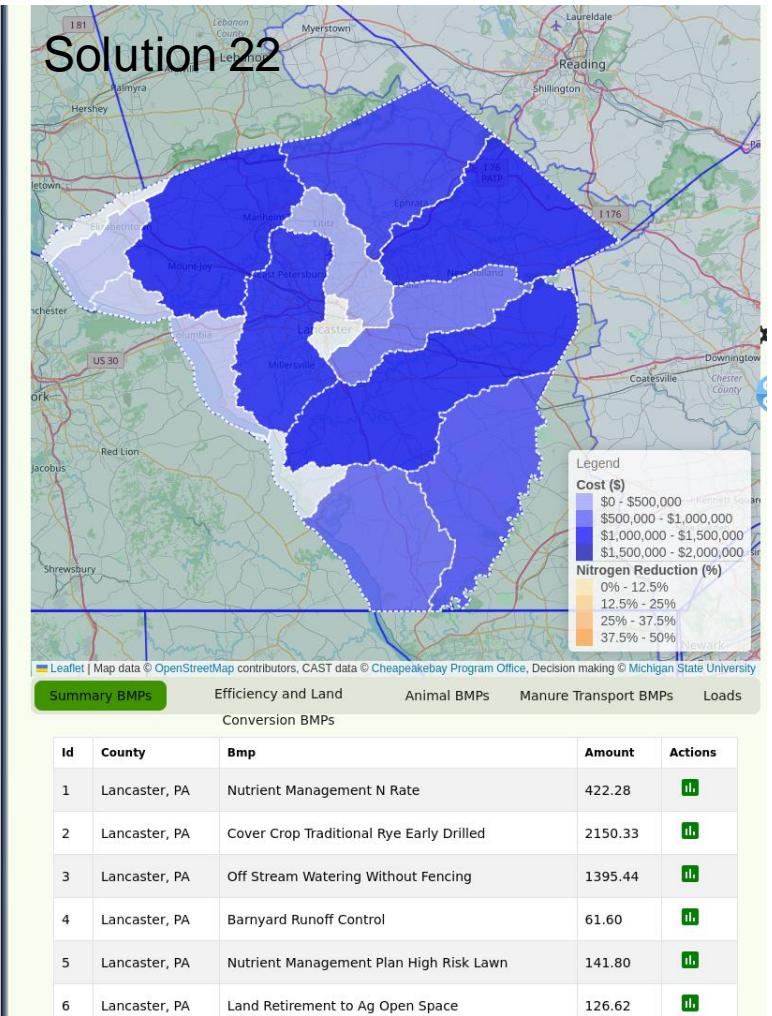 I 81
Lebanon
County
Myerstown
Laureldale
Solution 22
Reading
Palmyra
Shillington
Hershey
I 76
PATP
Ephrata
I 176
Manheim
Lititz
Elizabethtown
Mount Joy
East Petersburg
New Holland
Columbia
Lancaster
US 30
Millersville
Downingtow
Coatesville
Chester
County
ork
Red Lion
Jacobus
Shrewsbury
Newark
Legend
Cost ($)
$0 - $500,000
$500,000 - $1,000,000
$1,000,000 - $1,500,000
$1,500,000 - $2,000,000
Nitrogen Reduction (%)
0% - 12.5%
12.5% - 25%
25% - 37.5%
37.5% - 50%
Leaflet | Map data © OpenStreetMap contributors, CAST data © Cheapeakebay Program Office, Decision making © Michigan State University
Summary BMPs
Efficiency and Land
Conversion BMPs
Animal BMPs
Manure Transport BMPs
Loads
Id County Bmp Amount Actions
1 Lancaster, PA Nutrient Management N Rate 422.28
2 Lancaster, PA Cover Crop Traditional Rye Early Drilled 2150.33
3 Lancaster, PA Off Stream Watering Without Fencing 1395.44
4 Lancaster, PA Barnyard Runoff Control 61.60
5 Lancaster, PA Nutrient Management Plan High Risk Lawn 141.80
6 Lancaster, PA Land Retirement to Ag Open Space 126.62